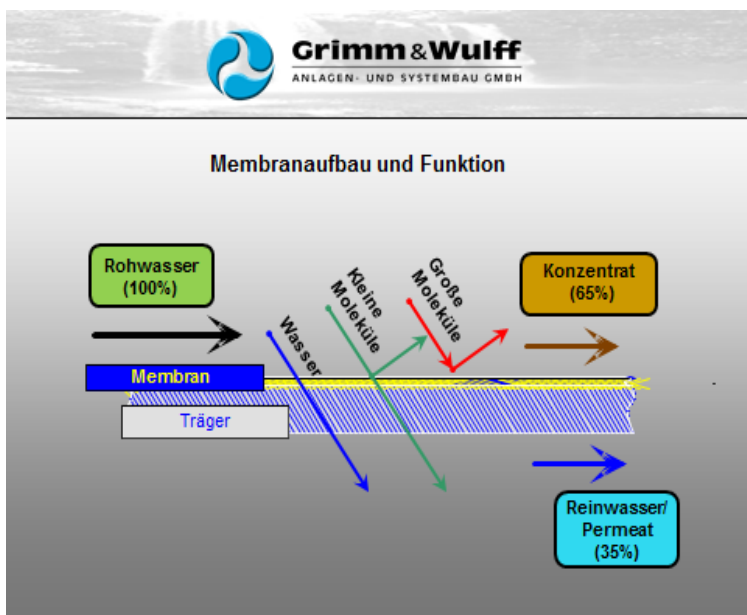 Grimm & Wulff
ANLAGEN- UND SYSTEMBAU GMBH
Membranaufbau und Funktion
Rohwasser
(100%)
Wasser
Kleine
Moleküle
Große
Moleküle
Konzentrat
(65%)
Membran
Träger
Reinwasser/
Permeat
(35%)